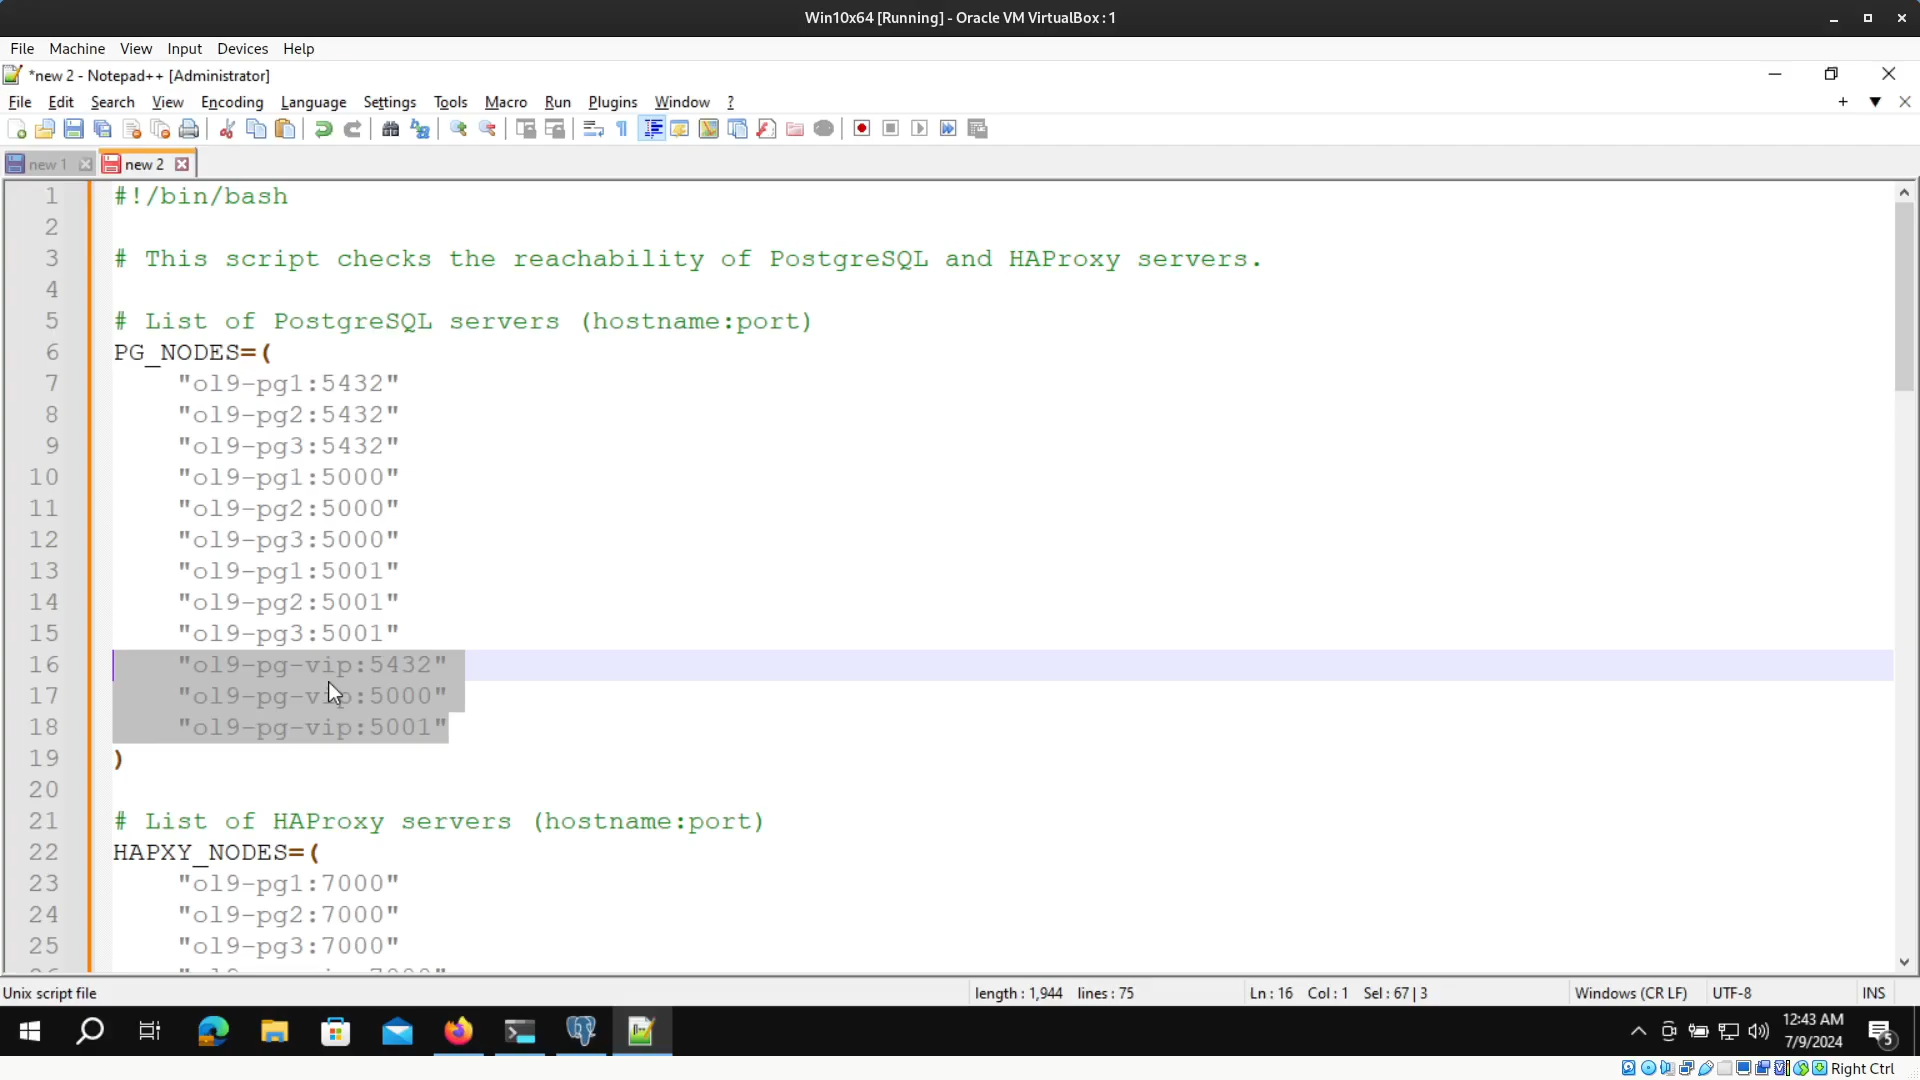 Win10x64 [Running] - Oracle VM VirtualBox : 1
File Machine View Input Devices Help
*new 2 - Notepad++ [Administrator]
File Edit Search View Encoding Language Settings Tools Macro Run Plugins Window ?
new 1 new 2
1 #!/bin/bash
2
3 # This script checks the reachability of PostgreSQL and HAProxy servers.
4
5 # List of PostgreSQL servers (hostname:port)
6 PG_NODES=(
7 "ol9-pg1:5432"
8 "ol9-pg2:5432"
9 "ol9-pg3:5432"
10 "ol9-pg1:5000"
11 "ol9-pg2:5000"
12 "ol9-pg3:5000"
13 "ol9-pg1:5001"
14 "ol9-pg2:5001"
15 "ol9-pg3:5001"
16 "ol9-pg-vip:5432"
17 "ol9-pg-vip:5000"
18 "ol9-pg-vip:5001"
19 )
20
21 # List of HAProxy servers (hostname:port)
22 HAPXY_NODES=(
23 "ol9-pg1:7000"
24 "ol9-pg2:7000"
25 "ol9-pg3:7000"
Unix script file length : 1,944 lines : 75 Ln : 16 Col : 1 Sel : 67 | 3 Windows (CR LF) UTF-8 INS
12:43 AM
7/9/2024
5
Right Ctrl